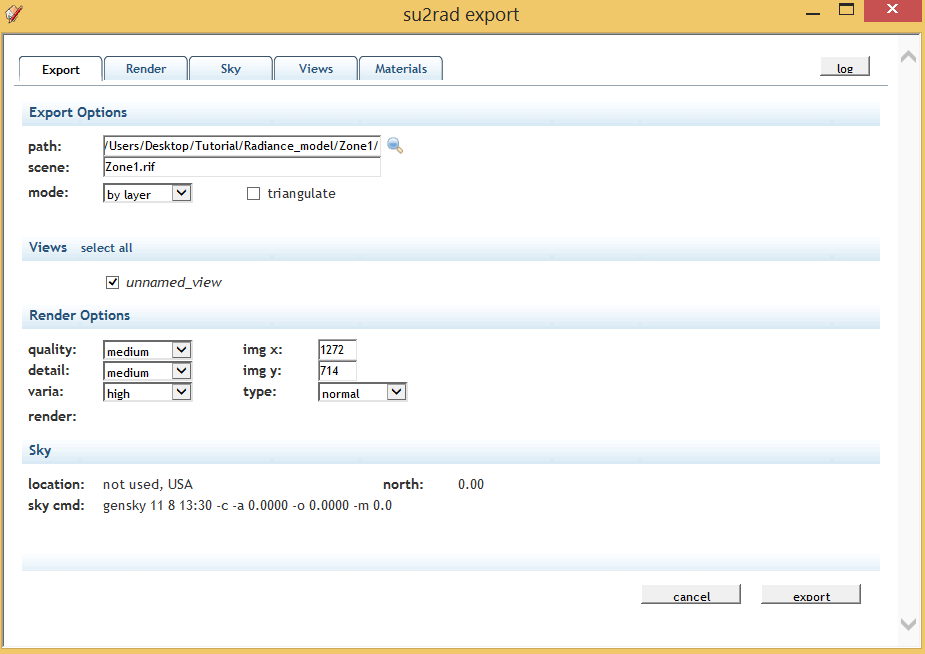 su2rad export
Export Render Sky Views Materials log
Export Options
path: /Users/Desktop/Tutorial/Radiance_model/Zone1/
scene: Zone1.rif
mode: by layer triangulate
Views select all
unnamed_view
Render Options
quality: medium img x: 1272
detail: medium img y: 714
varia: high type: normal
render:
Sky
location: not used, USA north: 0.00
sky cmd: gensky 11 8 13:30 -c -a 0.0000 -o 0.0000 -m 0.0
cancel export